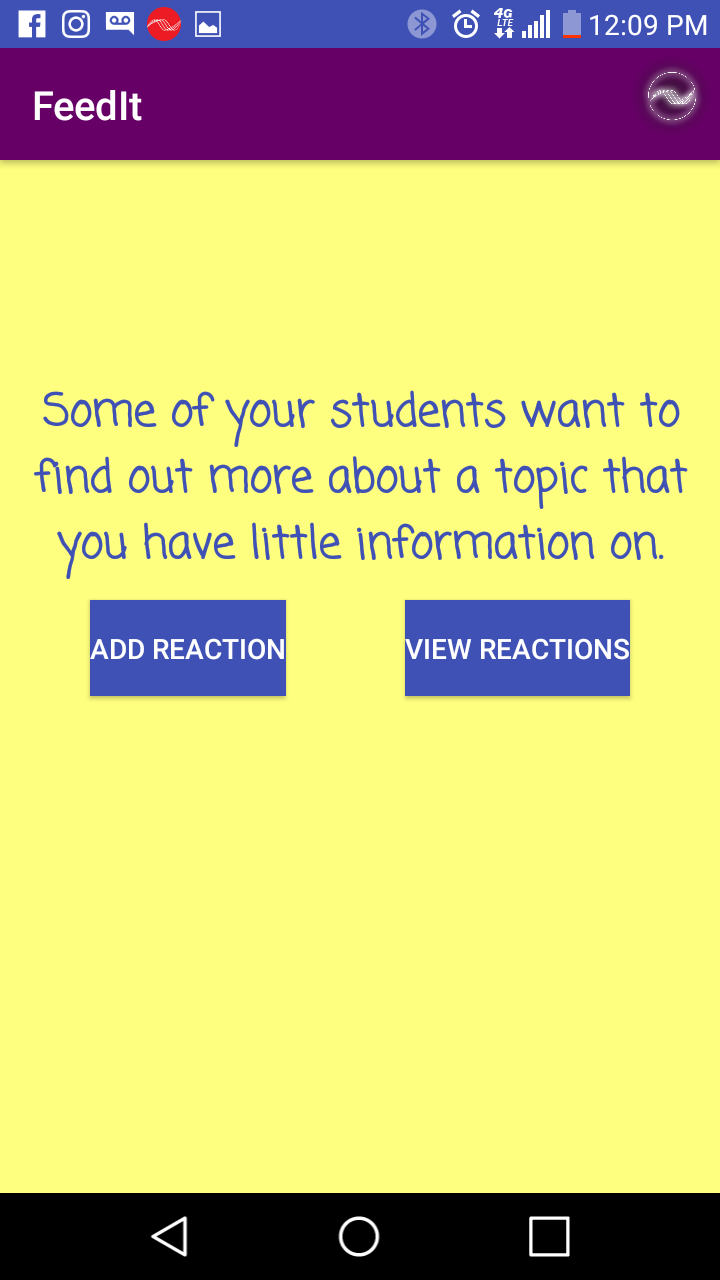 4G LTE 12:09 PM
FeedIt
Some of your students want to
find out more about a topic that
you have little information on.
ADD REACTION VIEW REACTIONS